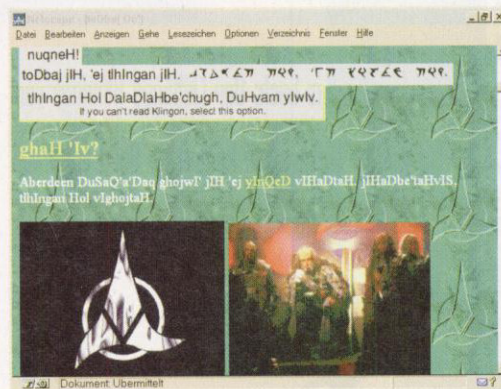 Datei Bearbeiten Anzeigen Gehe Lesezeichen Optionen Verzeichnis Fenster Hilfe
nuqneH!
toDbaj jIH, 'ej tlhIngan jIH.
tlhIngan Hol DalaDlaHbe'chugh, DuHvam yIwIv.
If you can't read Klingon, select this option.
ghaH 'Iv?
Aberdeen DuSaQ'a'Daq ghojwI' jIH 'ej yInQeD vIHaDtaH. jIHaDbe'taHvIS,
tlhIngan Hol vIghojtaH.
Dokument: Übermittelt